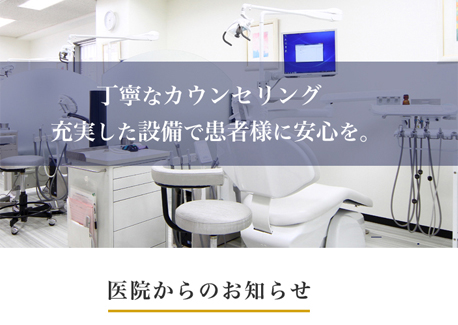 丁寧なカウンセリング
充実した設備で患者様に安心を。
医院からのお知らせ